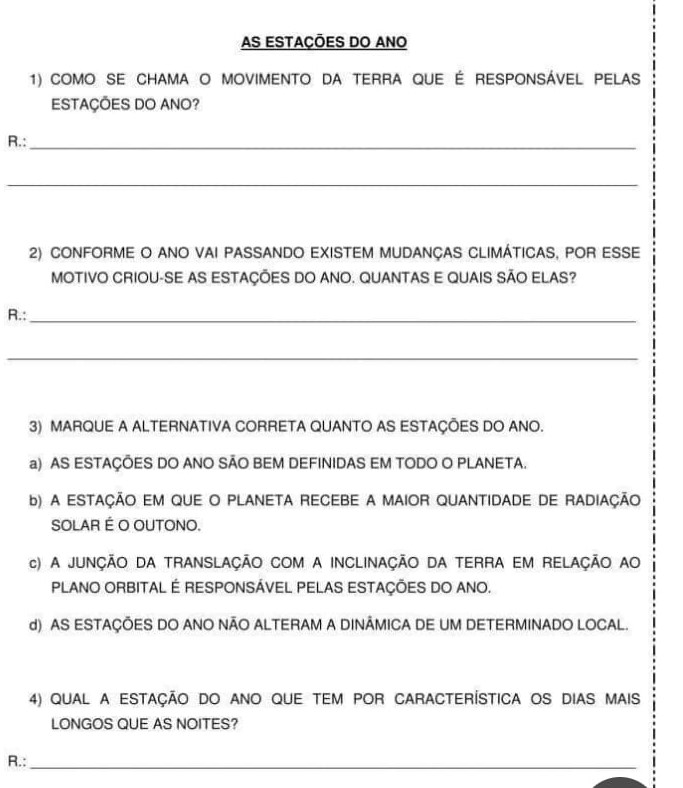 AS ESTAÇÕES DO ANO
1) COMO SE CHAMA O MOVIMENTO DA TERRA QUE É RESPONSÁVEL PELAS
ESTAÇÕES DO ANO?
R.:
2) CONFORME O ANO VAI PASSANDO EXISTEM MUDANÇAS CLIMÁTICAS, POR ESSE
MOTIVO CRIOU-SE AS ESTAÇÕES DO ANO. QUANTAS E QUAIS SÃO ELAS?
R.:
3) MARQUE A ALTERNATIVA CORRETA QUANTO AS ESTAÇÕES DO ANO.
a) AS ESTAÇÕES DO ANO SÃO BEM DEFINIDAS EM TODO O PLANETA.
b) A ESTAÇÃO EM QUE O PLANETA RECEBE A MAIOR QUANTIDADE DE RADIAÇÃO
SOLAR É O OUTONO.
c) A JUNÇÃO DA TRANSLAÇÃO COM A INCLINAÇÃO DA TERRA EM RELAÇÃO AO
PLANO ORBITAL É RESPONSÁVEL PELAS ESTAÇÕES DO ANO.
d) AS ESTAÇÕES DO ANO NÃO ALTERAM A DINÂMICA DE UM DETERMINADO LOCAL.
4) QUAL A ESTAÇÃO DO ANO QUE TEM POR CARACTERÍSTICA OS DIAS MAIS
LONGOS QUE AS NOITES?
R.: